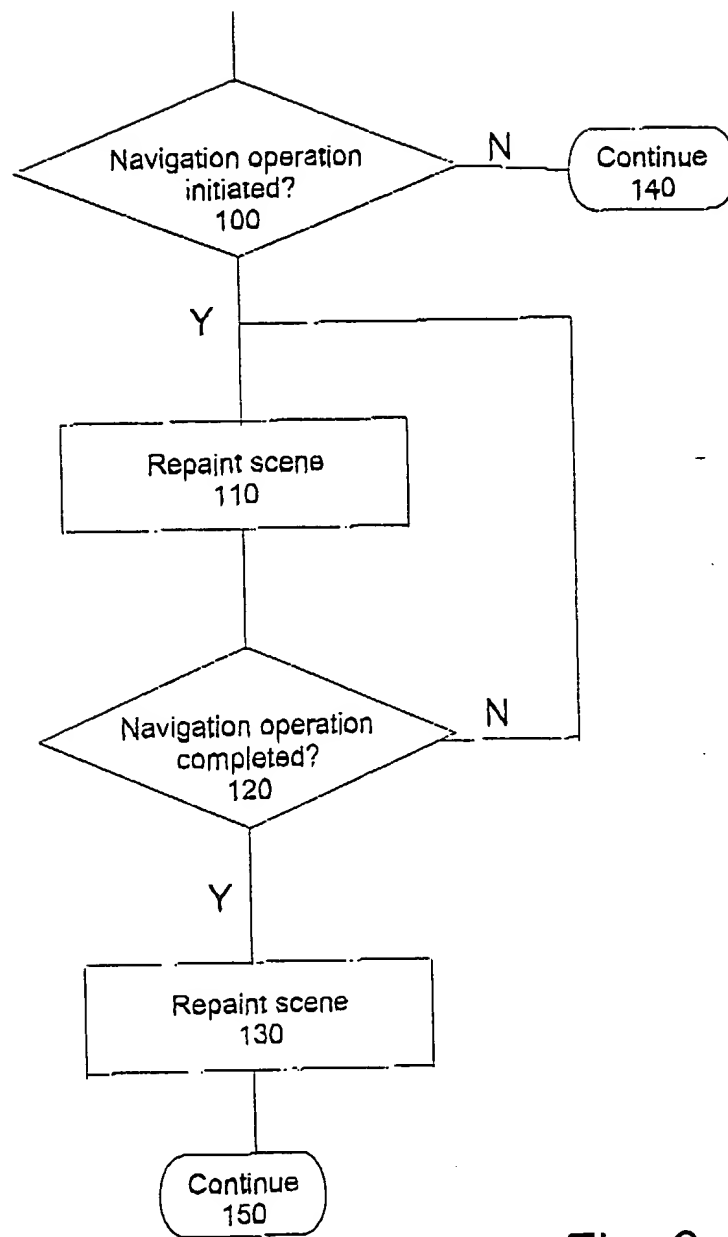 Navigation operation
initiated?
100
N
Continue
140
Y
Repaint scene
110
Navigation operation
completed?
120
N
Y
Repaint scene
130
Continue
150